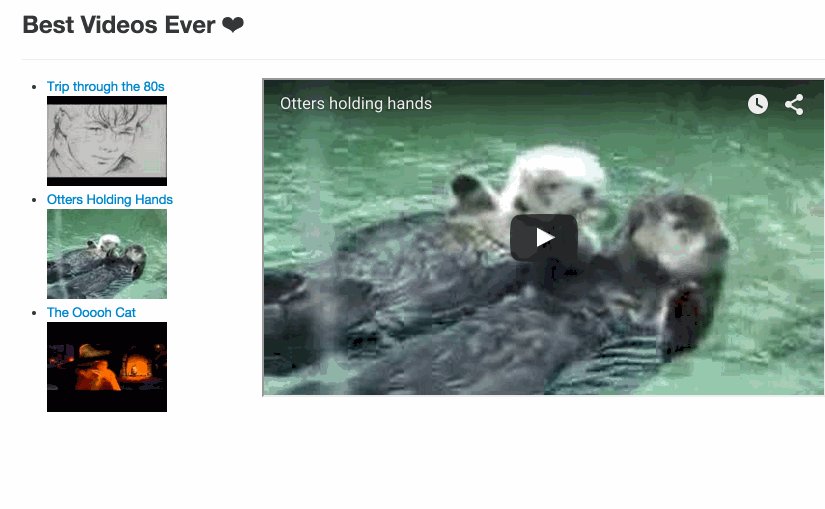 Best Videos Ever ❤
Trip through the 80s
Otters Holding Hands
The Ooooh Cat
Otters holding hands